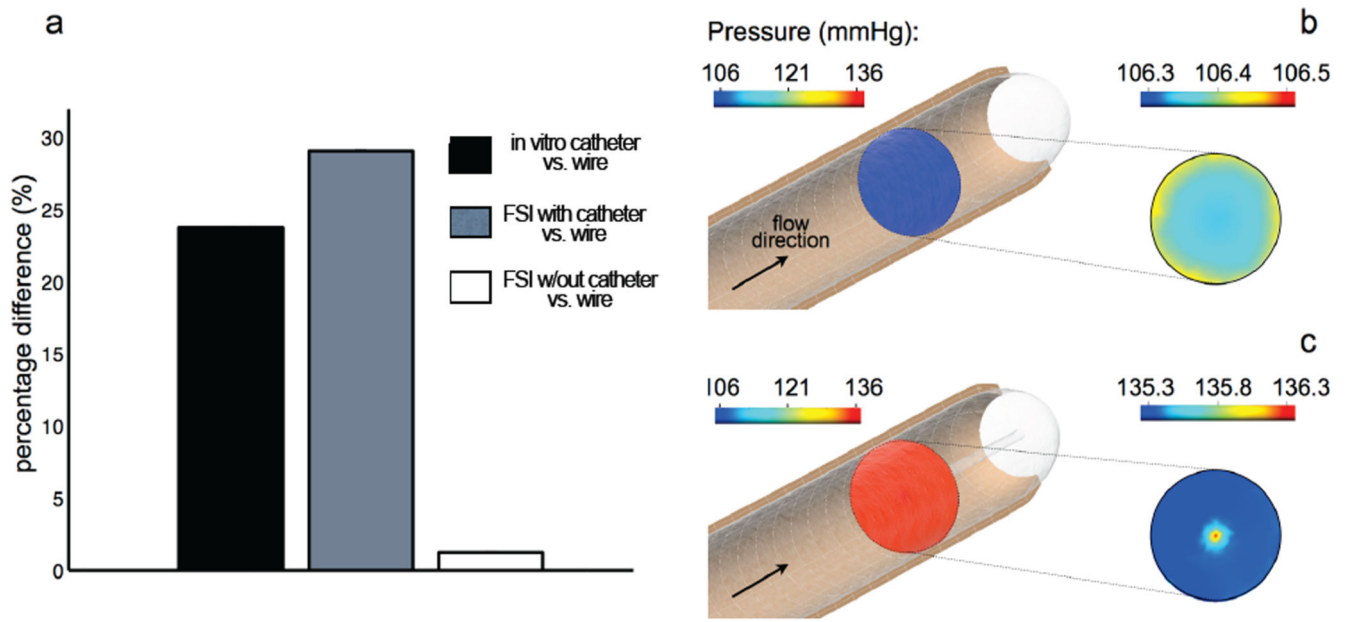 a
percentage difference (%)
30
25
20
15
10
5
0
in vitro catheter
vs. wire
FSI with catheter
vs. wire
FSI w/out catheter
vs. wire
b
Pressure (mmHg):
106 121 136
106.3 106.4 106.5
flow
direction
c
106 121 136
135.3 135.8 136.3